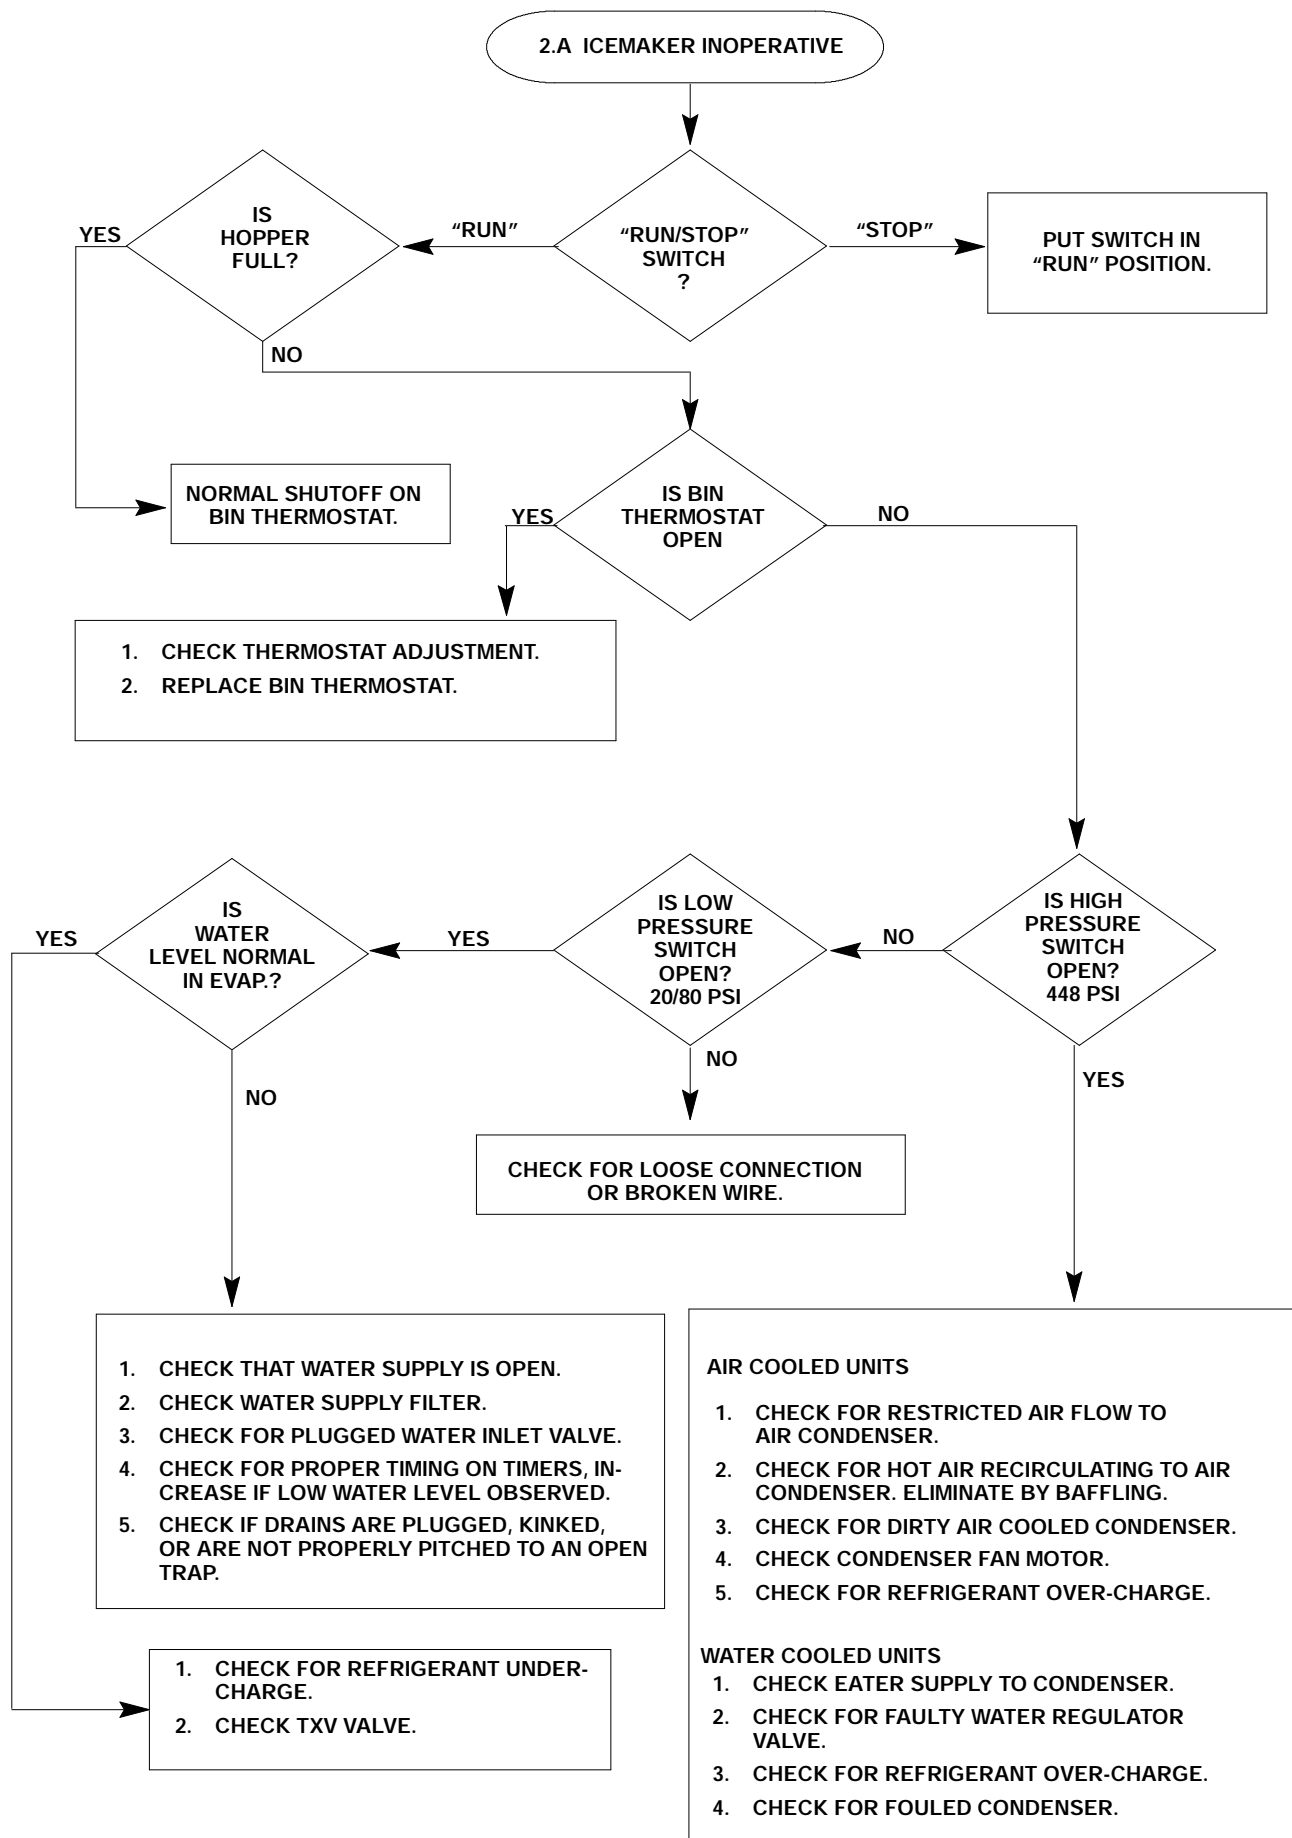 2.A ICEMAKER INOPERATIVE
IS
HOPPER
FULL?
YES
“RUN”
“RUN/STOP”
SWITCH
?
“STOP”
PUT SWITCH IN
“RUN” POSITION.
NO
NORMAL SHUTOFF ON
BIN THERMOSTAT.
IS BIN
THERMOSTAT
OPEN
YES
NO
1. CHECK THERMOSTAT ADJUSTMENT.
2. REPLACE BIN THERMOSTAT.
IS HIGH
PRESSURE
SWITCH
OPEN?
448 PSI
NO
IS LOW
PRESSURE
SWITCH
OPEN?
20/80 PSI
YES
IS
WATER
LEVEL NORMAL
IN EVAP.?
YES
NO
NO
YES
CHECK FOR LOOSE CONNECTION
OR BROKEN WIRE.
1. CHECK THAT WATER SUPPLY IS OPEN.
2. CHECK WATER SUPPLY FILTER.
3. CHECK FOR PLUGGED WATER INLET VALVE.
4. CHECK FOR PROPER TIMING ON TIMERS, IN-
CREASE IF LOW WATER LEVEL OBSERVED.
5. CHECK IF DRAINS ARE PLUGGED, KINKED,
OR ARE NOT PROPERLY PITCHED TO AN OPEN
TRAP.
1. CHECK FOR REFRIGERANT UNDER-
CHARGE.
2. CHECK TXV VALVE.
AIR COOLED UNITS
1. CHECK FOR RESTRICTED AIR FLOW TO
AIR CONDENSER.
2. CHECK FOR HOT AIR RECIRCULATING TO AIR
CONDENSER. ELIMINATE BY BAFFLING.
3. CHECK FOR DIRTY AIR COOLED CONDENSER.
4. CHECK CONDENSER FAN MOTOR.
5. CHECK FOR REFRIGERANT OVER-CHARGE.
WATER COOLED UNITS
1. CHECK EATER SUPPLY TO CONDENSER.
2. CHECK FOR FAULTY WATER REGULATOR
VALVE.
3. CHECK FOR REFRIGERANT OVER-CHARGE.
4. CHECK FOR FOULED CONDENSER.